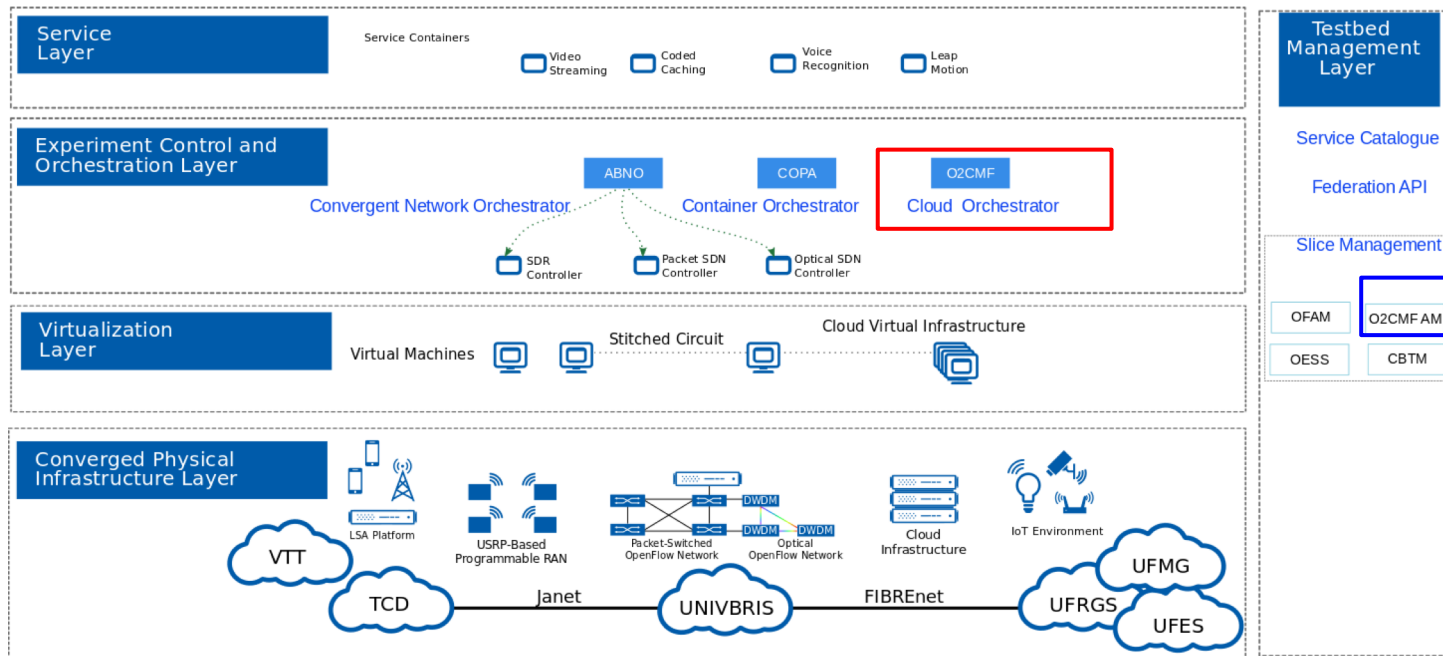 Service
Layer
Service Containers
Video
Streaming
Coded
Caching
Voice
Recognition
Leap
Motion
Experiment Control and
Orchestration Layer
ABNO
COPA
O2CMF
Convergent Network Orchestrator
Container Orchestrator
Cloud Orchestrator
SDR
Controller
Packet SDN
Controller
Optical SDN
Controller
Virtualization
Layer
Virtual Machines
Stitched Circuit
Cloud Virtual Infrastructure
Converged Physical
Infrastructure Layer
LSA Platform
USRP-Based
Programmable RAN
DWDM
DWDM
DWDM
Packet-Switched
OpenFlow Network
Optical
OpenFlow Network
Cloud
Infrastructure
IoT Environment
VTT
TCD
Janet
UNIVBRIS
FIBREnet
UFRGS
UFMG
UFES
Testbed
Management
Layer
Service Catalogue
Federation API
Slice Management
OFAM
O2CMF AM
OESS
CBTM